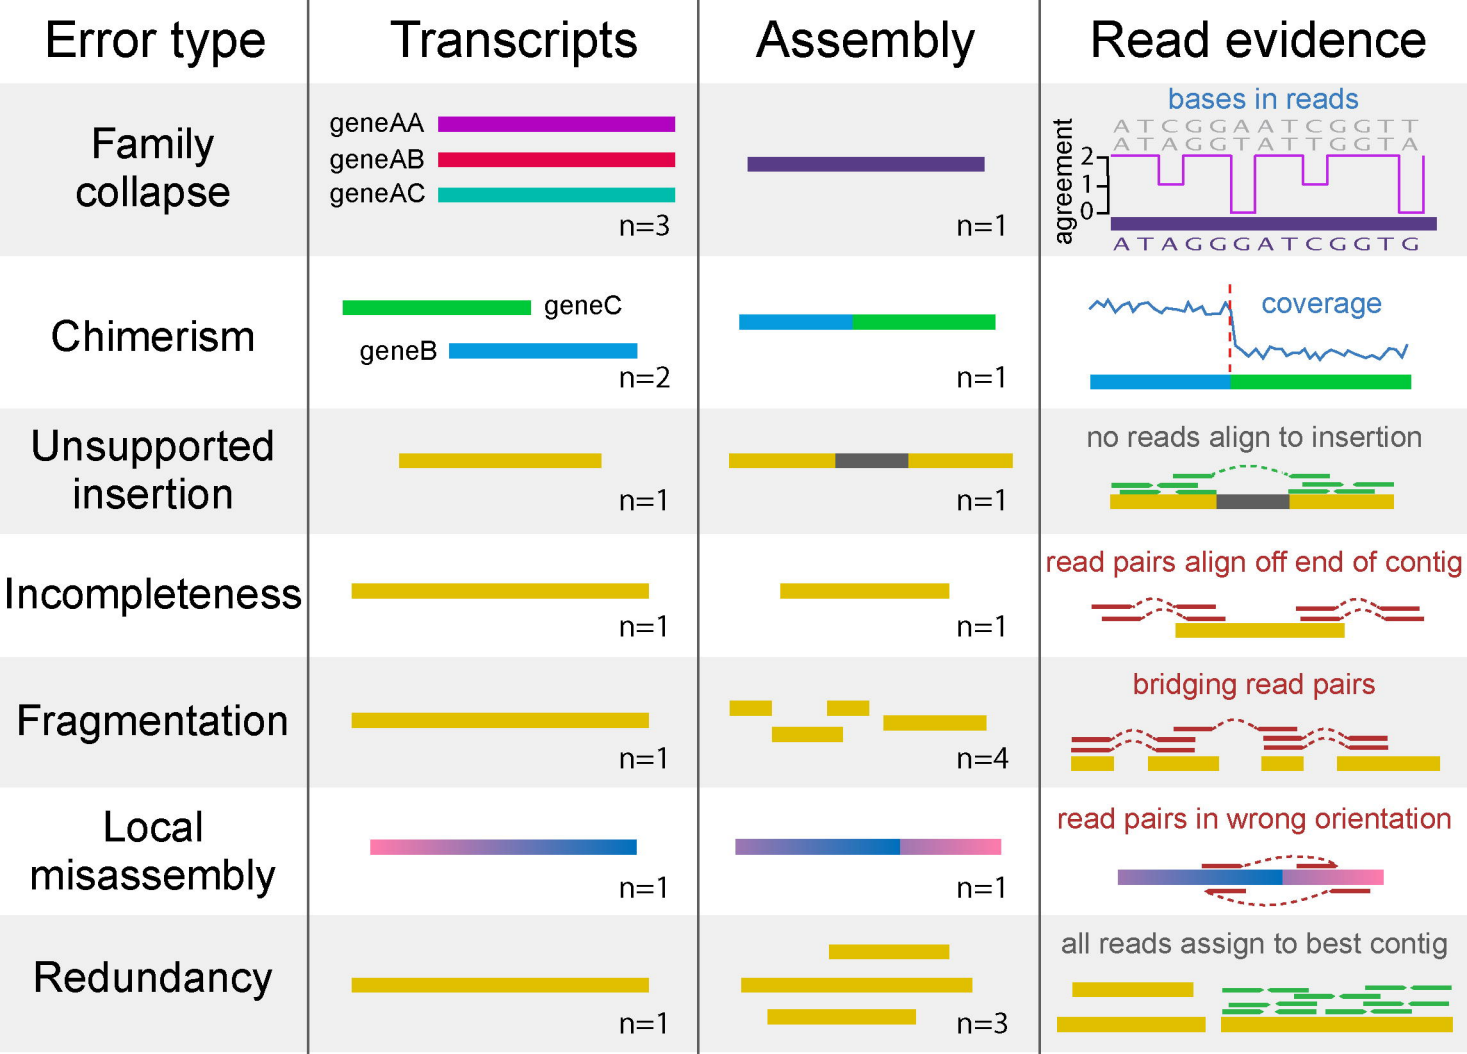 Error type
Transcripts
Assembly
Read evidence
Family
collapse
geneAA
geneAB
geneAC
n=3
n=1
bases in reads
ATCGGAATCGGTT
ATAGGTATTGGTA
agreement
2
1
0
ATAGGGATCGGTG
Chimerism
geneC
geneB
n=2
n=1
coverage
Unsupported
insertion
n=1
n=1
no reads align to insertion
Incompleteness
n=1
n=1
read pairs align off end of contig
Fragmentation
n=1
n=4
bridging read pairs
Local
misassembly
n=1
n=1
read pairs in wrong orientation
Redundancy
n=1
n=3
all reads assign to best contig